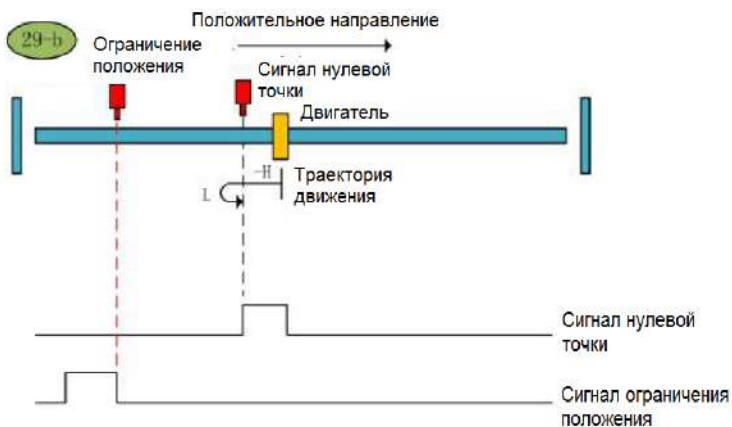 Положительное направление
29-b
Ограничение
положения
Сигнал нулевой
точки
Двигатель
-H
L
Траектория
движения
Сигнал нулевой
точки
Сигнал ограничения
положения